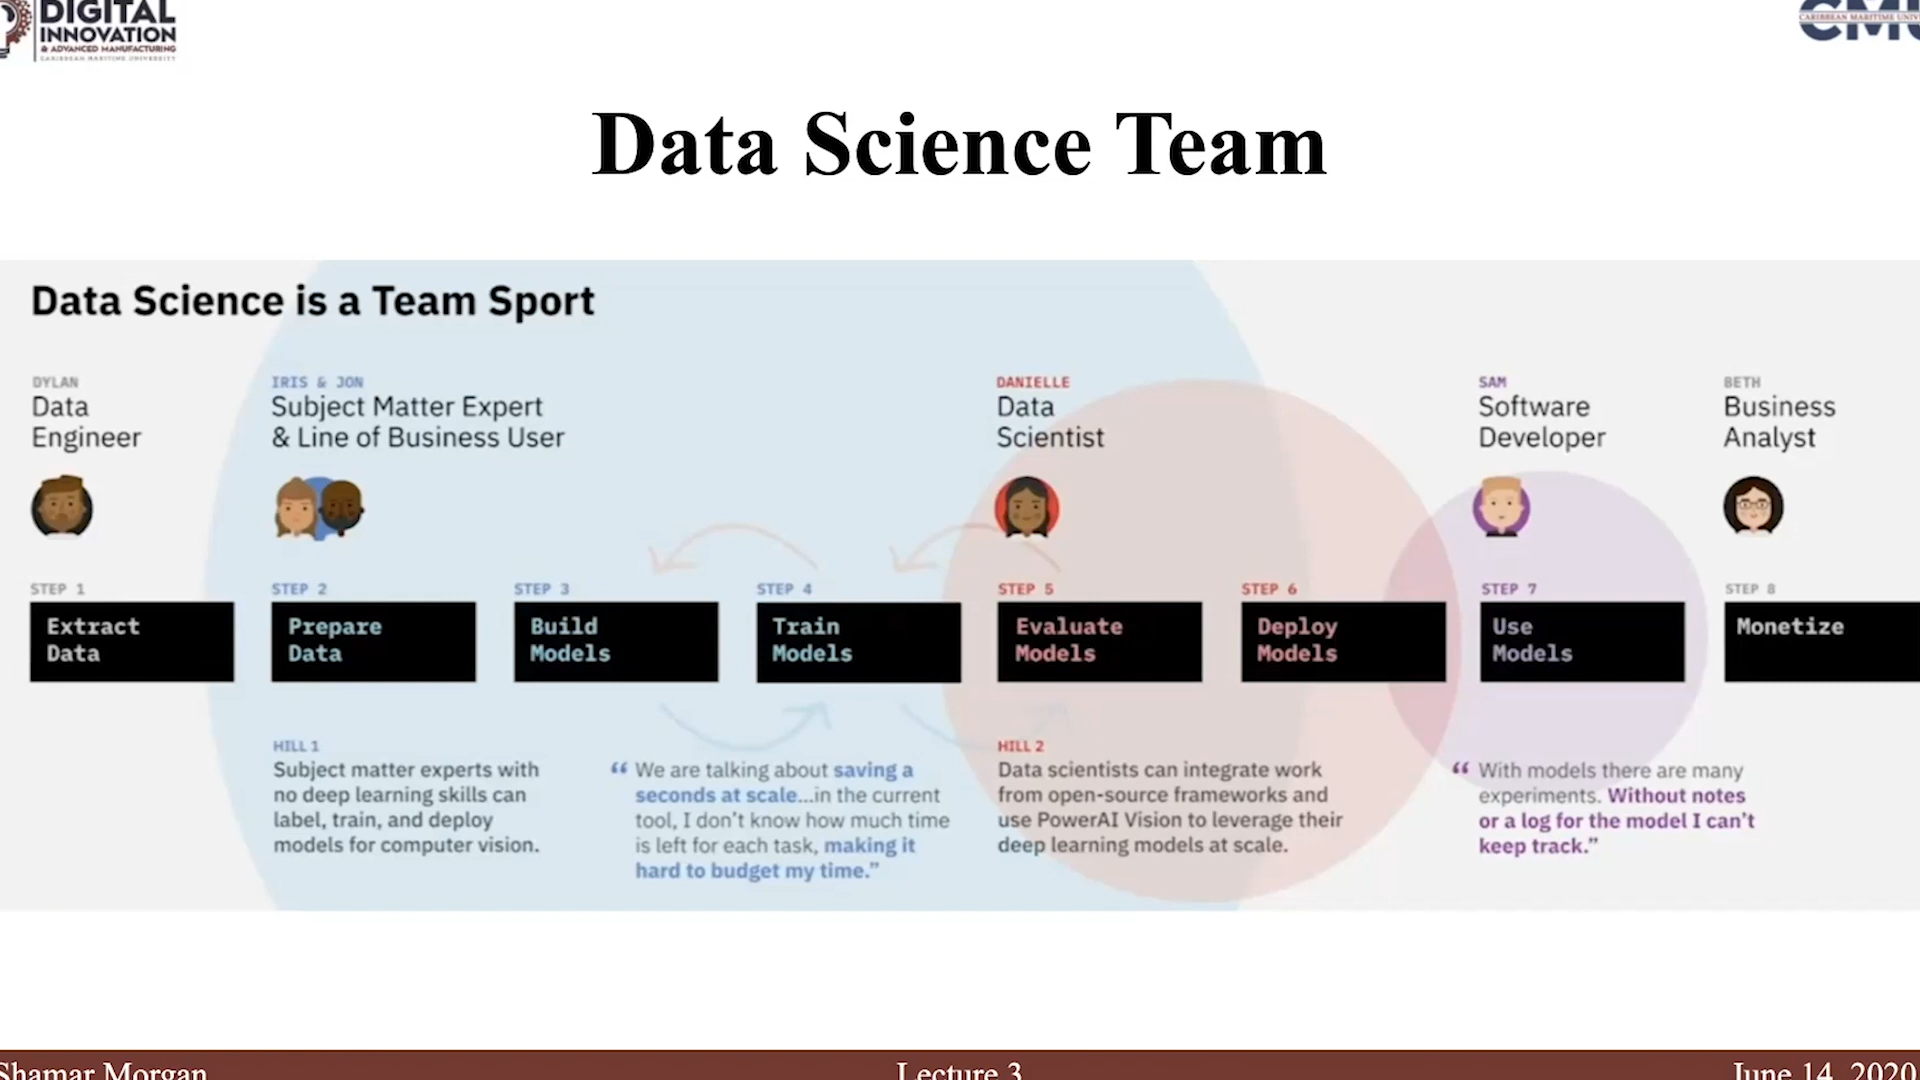 DIGITAL
INNOVATION
& ADVANCED MANUFACTURING
CARIBBEAN MARITIME UNIVERSITY
CARIBBEAN MARITIME
Data Science Team
Data Science is a Team Sport
DYLAN
Data
Engineer
IRIS & JON
Subject Matter Expert
& Line of Business User
DANIELLE
Data
Scientist
SAM
Software
Developer
BETH
Business
Analyst
STEP 1
Extract
Data
STEP 2
Prepare
Data
STEP 3
Build
Models
STEP 4
Train
Models
STEP 5
Evaluate
Models
STEP 6
Deploy
Models
STEP 7
Use
Models
STEP 8
Monetize
HILL 1
Subject matter experts with
no deep learning skills can
label, train, and deploy
models for computer vision.
“ We are talking about saving a
seconds at scale...in the current
tool, I don’t know how much time
is left for each task, making it
hard to budget my time.”
HILL 2
Data scientists can integrate work
from open-source frameworks and
use PowerAI Vision to leverage their
deep learning models at scale.
“ With models there are many
experiments. Without notes
or a log for the model I can’t
keep track.”
Shamar Morgan
Lecture 3
June 14, 2020